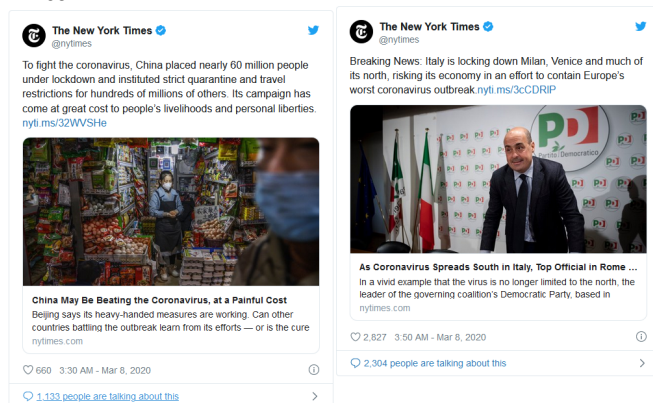 The New York Times
@nytimes
To fight the coronavirus, China placed nearly 60 million people
under lockdown and instituted strict quarantine and travel
restrictions for hundreds of millions of others. Its campaign has
come at great cost to people's livelihoods and personal liberties.
nyti.ms/32WVSHe
China May Be Beating the Coronavirus, at a Painful Cost
Beijing says its heavy-handed measures are working. Can other
countries battling the outbreak learn from its efforts — or is the cure
nytimes.com
660 3:30 AM - Mar 8, 2020
1,133 people are talking about this
The New York Times
@nytimes
Breaking News: Italy is locking down Milan, Venice and much of
its north, risking its economy in an effort to contain Europe's
worst coronavirus outbreak.nyti.ms/3cCDRIP
PD
Partito Democratico
As Coronavirus Spreads South in Italy, Top Official in Rome ...
In a vivid example that the virus is no longer limited to the north, the
leader of the governing coalition's Democratic Party, based in
nytimes.com
2,827 3:50 AM - Mar 8, 2020
2,304 people are talking about this